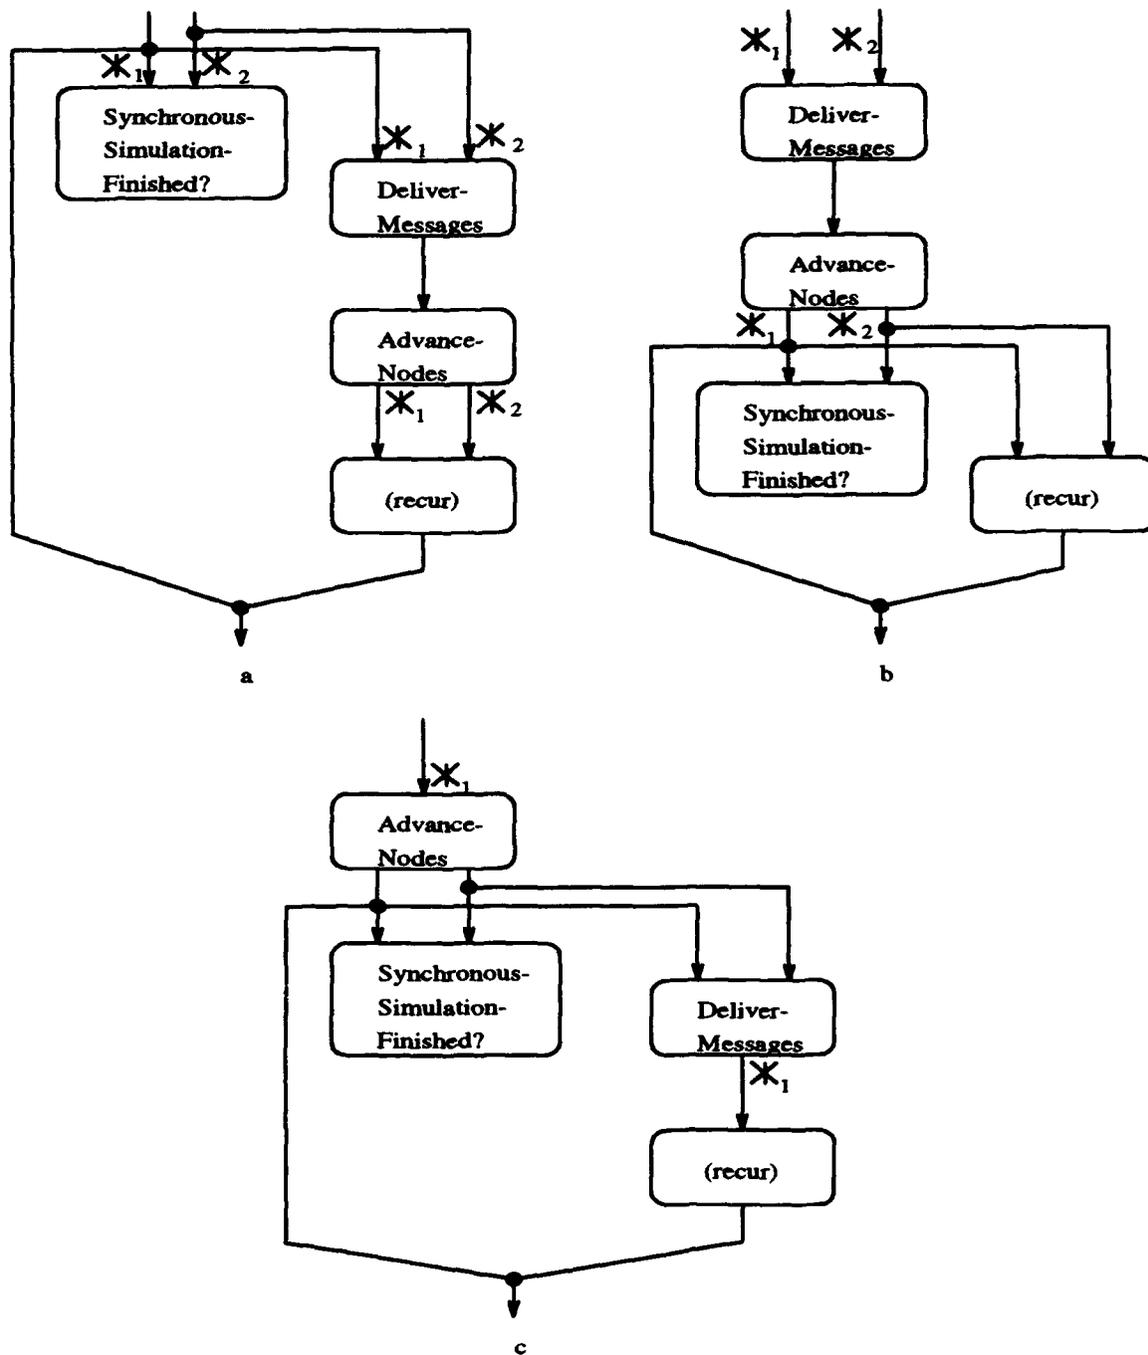 * 1 * 2
Synchronous-
Simulation-
Finished?
* 1 * 2
Deliver-
Messages
Advance-
Nodes
* 1 * 2
(recur)
a
* 1 * 2
Deliver-
Messages
Advance-
Nodes
* 1 * 2
Synchronous-
Simulation-
Finished?
(recur)
b
* 1
Advance-
Nodes
Synchronous-
Simulation-
Finished?
Deliver-
Messages
* 1
(recur)
c